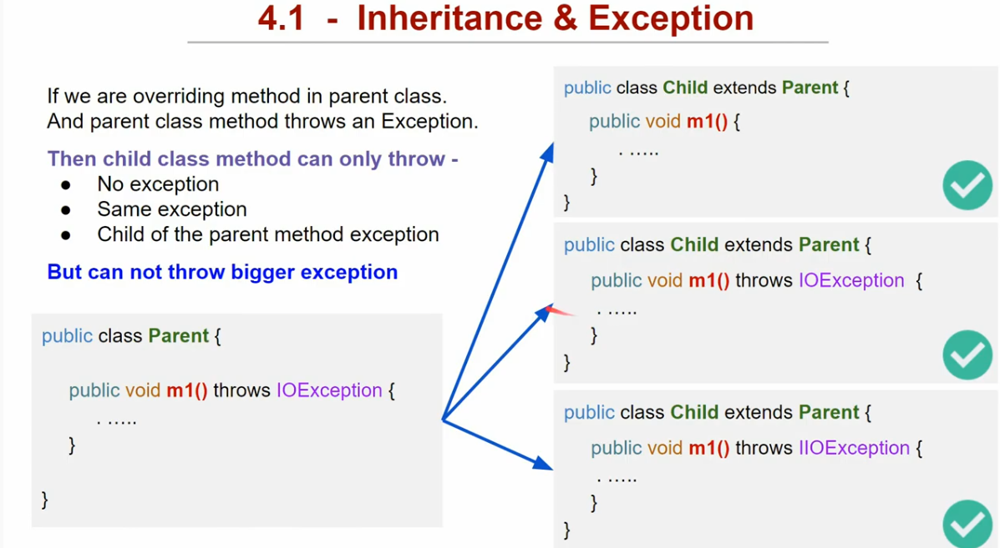 4.1 - Inheritance & Exception
If we are overriding method in parent class.
And parent class method throws an Exception.
Then child class method can only throw -
● No exception
● Same exception
● Child of the parent method exception
But can not throw bigger exception
public class Parent {
public void m1() throws IOException {
. .....
}
}
public class Child extends Parent {
public void m1() {
. .....
}
}
public class Child extends Parent {
public void m1() throws IOException {
. .....
}
}
public class Child extends Parent {
public void m1() throws IIOException {
. .....
}
}